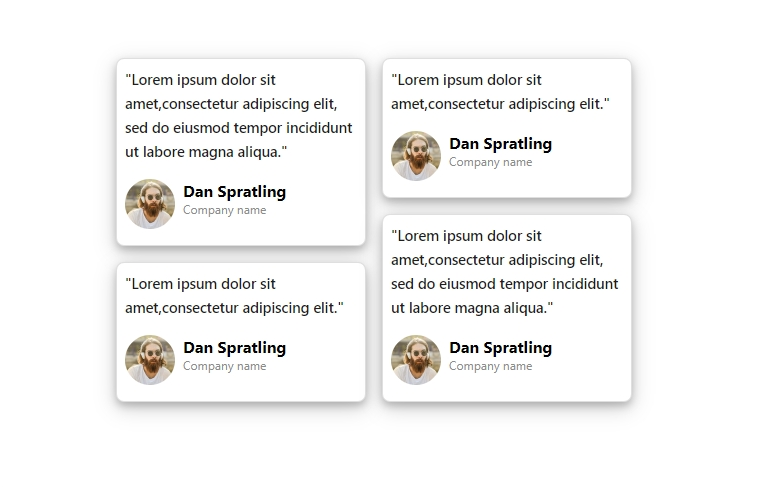 "Lorem ipsum dolor sit
amet,consectetur adipiscing elit,
sed do eiusmod tempor incididunt
ut labore magna aliqua."
Dan Spratling
Company name
"Lorem ipsum dolor sit
amet,consectetur adipiscing elit."
Dan Spratling
Company name
"Lorem ipsum dolor sit
amet,consectetur adipiscing elit."
Dan Spratling
Company name
"Lorem ipsum dolor sit
amet,consectetur adipiscing elit,
sed do eiusmod tempor incididunt
ut labore magna aliqua."
Dan Spratling
Company name